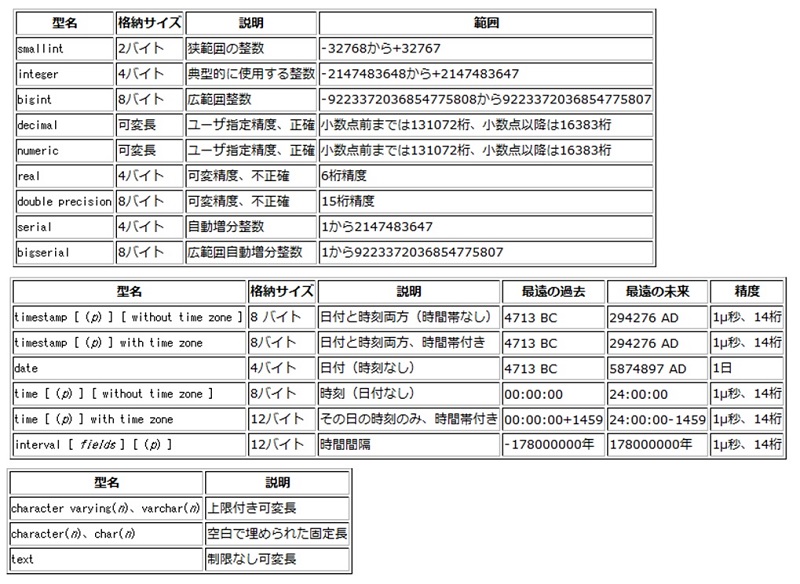 型名 格納サイズ 説明 範囲
smallint 2バイト 狭範囲の整数 -32768から+32767
integer 4バイト 典型的に使用する整数 -2147483648から+2147483647
bigint 8バイト 広範囲整数 -9223372036854775808から9223372036854775807
decimal 可変長 ユーザ指定精度、正確 小数点前までは131072桁、小数点以降は16383桁
numeric 可変長 ユーザ指定精度、正確 小数点前までは131072桁、小数点以降は16383桁
real 4バイト 可変精度、不正確 6桁精度
double precision 8バイト 可変精度、不正確 15桁精度
serial 4バイト 自動増分整数 1から2147483647
bigserial 8バイト 広範囲自動増分整数 1から9223372036854775807
型名 格納サイズ 説明 最遠の過去 最遠の未来 精度
timestamp [ (p) ] [ without time zone ] 8 バイト 日付と時刻両方（時間帯なし） 4713 BC 294276 AD 1μ秒、14桁
timestamp [ (p) ] with time zone 8バイト 日付と時刻両方、時間帯付き 4713 BC 294276 AD 1μ秒、14桁
date 4バイト 日付（時刻なし） 4713 BC 5874897 AD 1日
time [ (p) ] [ without time zone ] 8バイト 時刻（日付なし） 00:00:00 24:00:00 1μ秒、14桁
time [ (p) ] with time zone 12バイト その日の時刻のみ、時間帯付き 00:00:00+1459 24:00:00-1459 1μ秒、14桁
interval [ fields ] [ (p) ] 12バイト 時間間隔 -178000000年 178000000年 1μ秒、14桁
型名 説明
character varying(n)、varchar(n) 上限付き可変長
character(n)、char(n) 空白で埋められた固定長
text 制限なし可変長